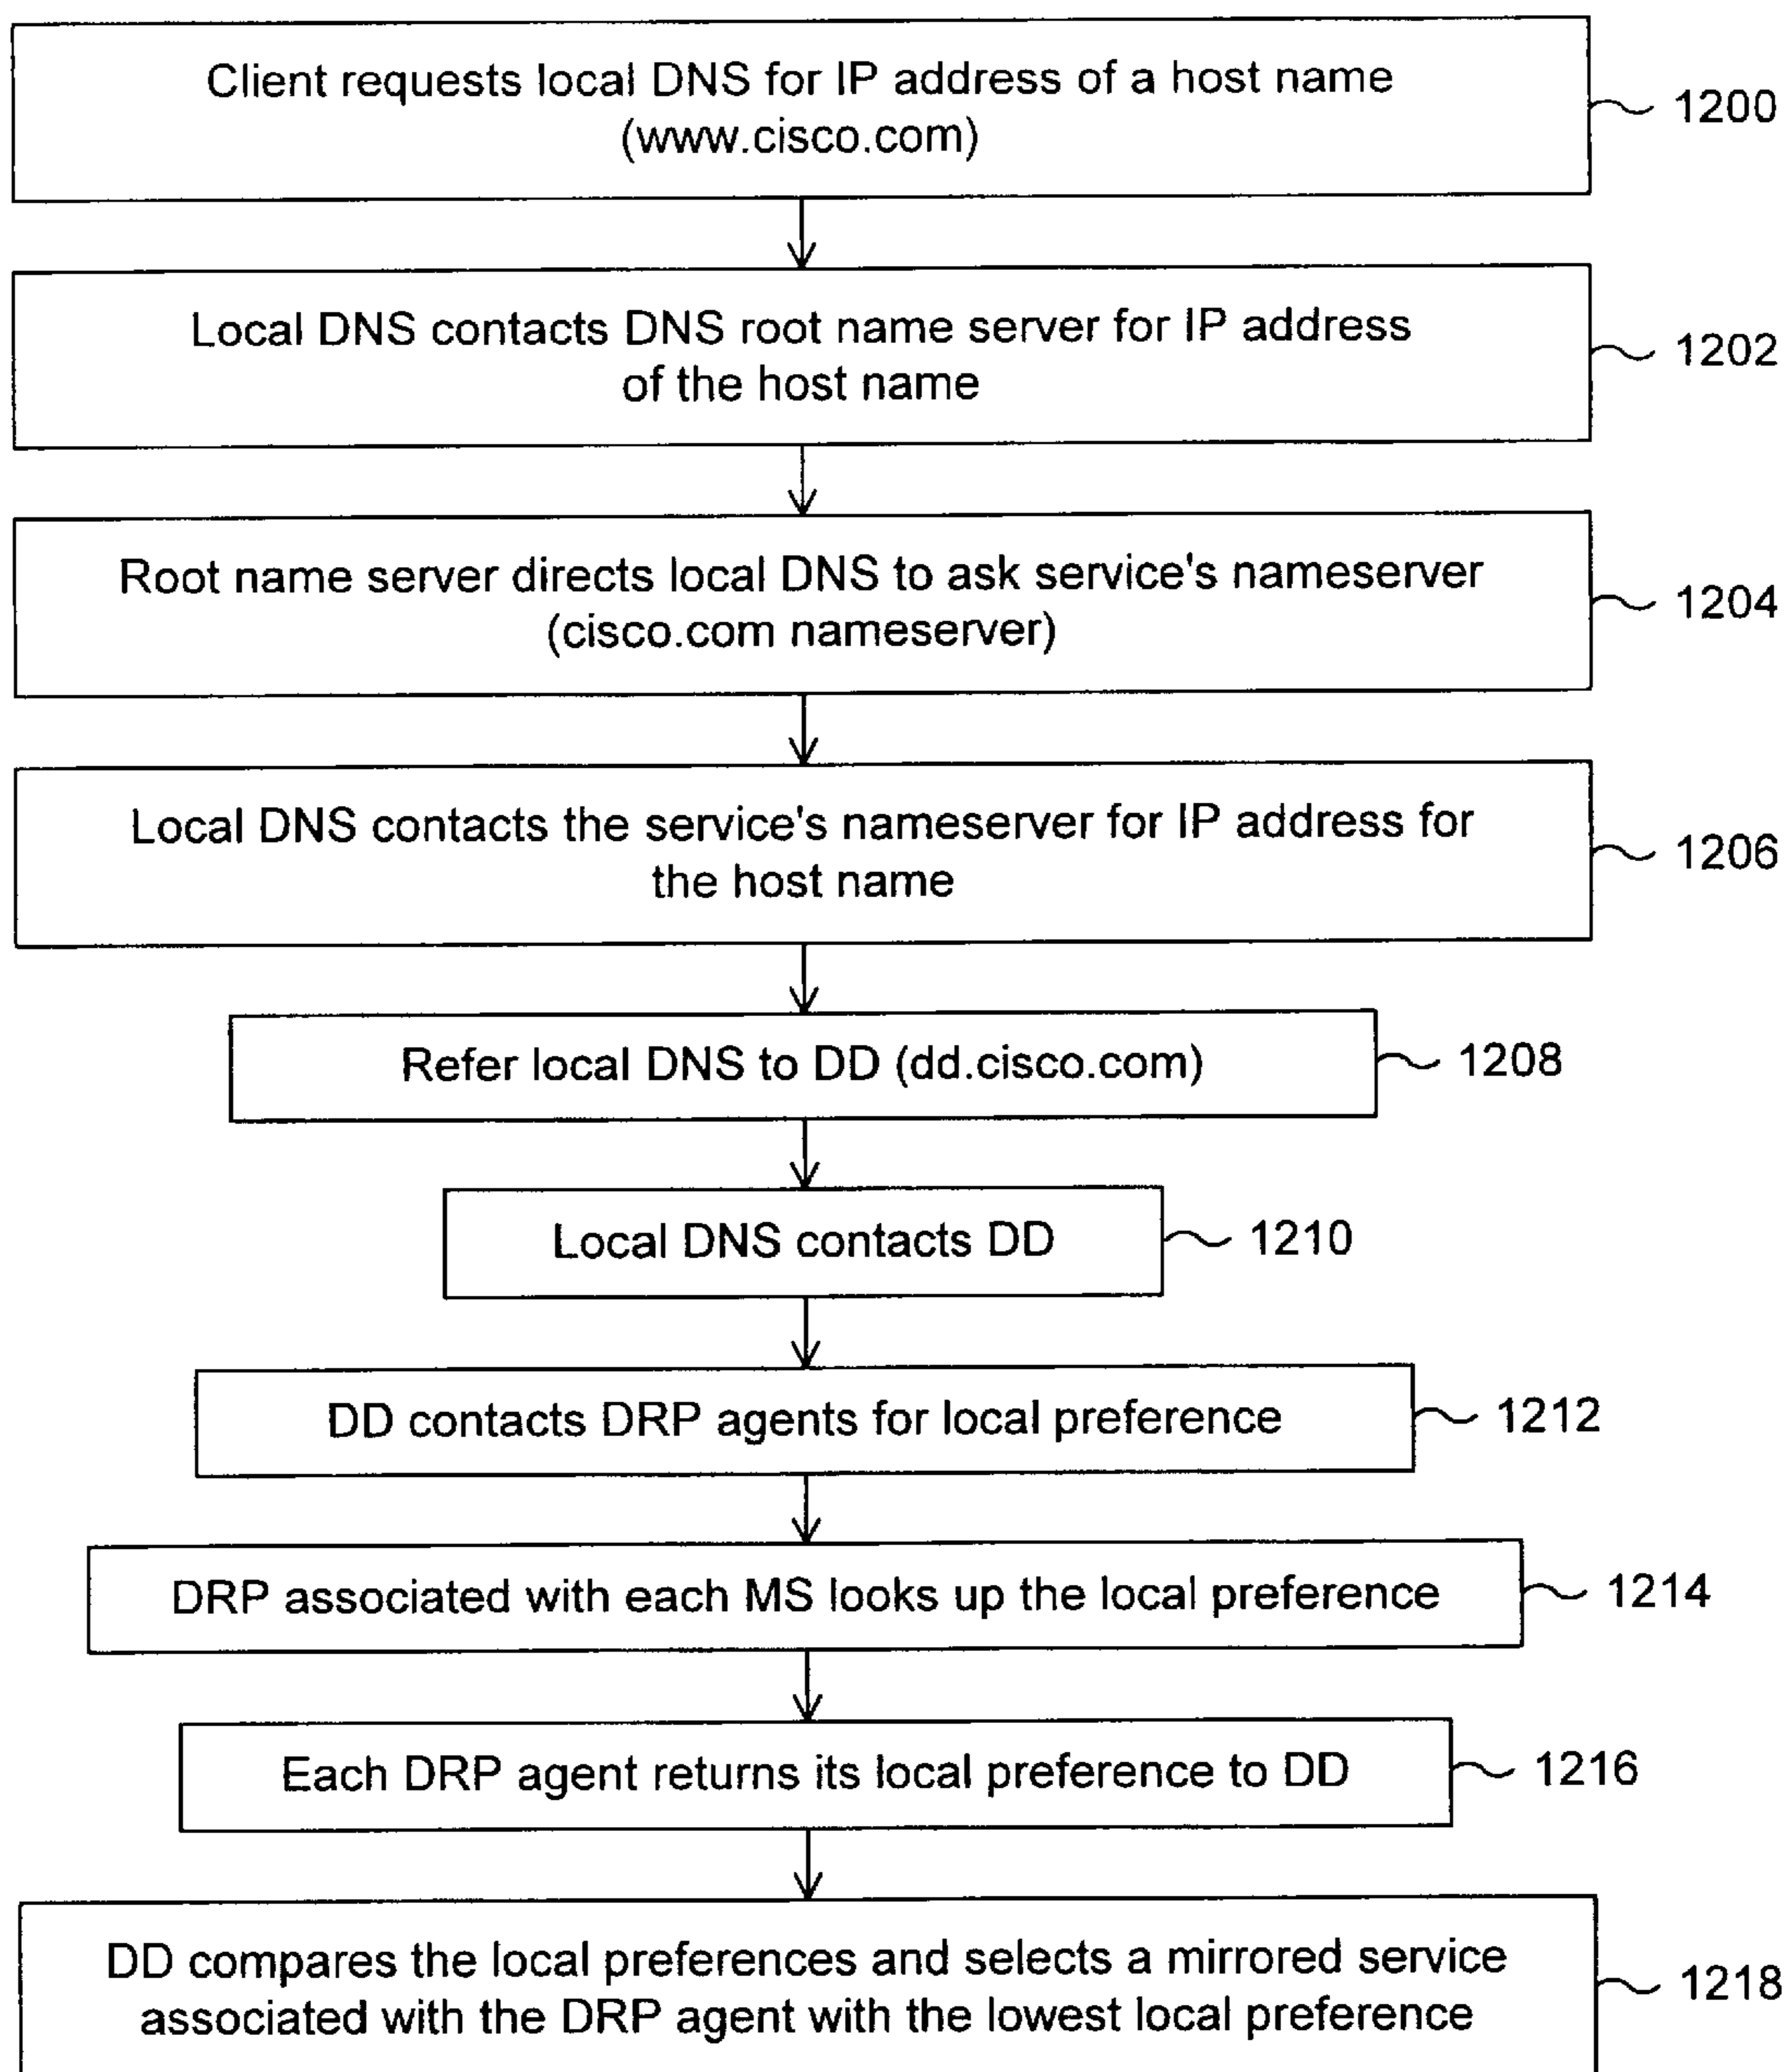 Client requests local DNS for IP address of a host name
(www.cisco.com)
1200
Local DNS contacts DNS root name server for IP address
of the host name
1202
Root name server directs local DNS to ask service's nameserver
(cisco.com nameserver)
1204
Local DNS contacts the service's nameserver for IP address for
the host name
1206
Refer local DNS to DD (dd.cisco.com)
1208
Local DNS contacts DD
1210
DD contacts DRP agents for local preference
1212
DRP associated with each MS looks up the local preference
1214
Each DRP agent returns its local preference to DD
1216
DD compares the local preferences and selects a mirrored service
associated with the DRP agent with the lowest local preference
1218